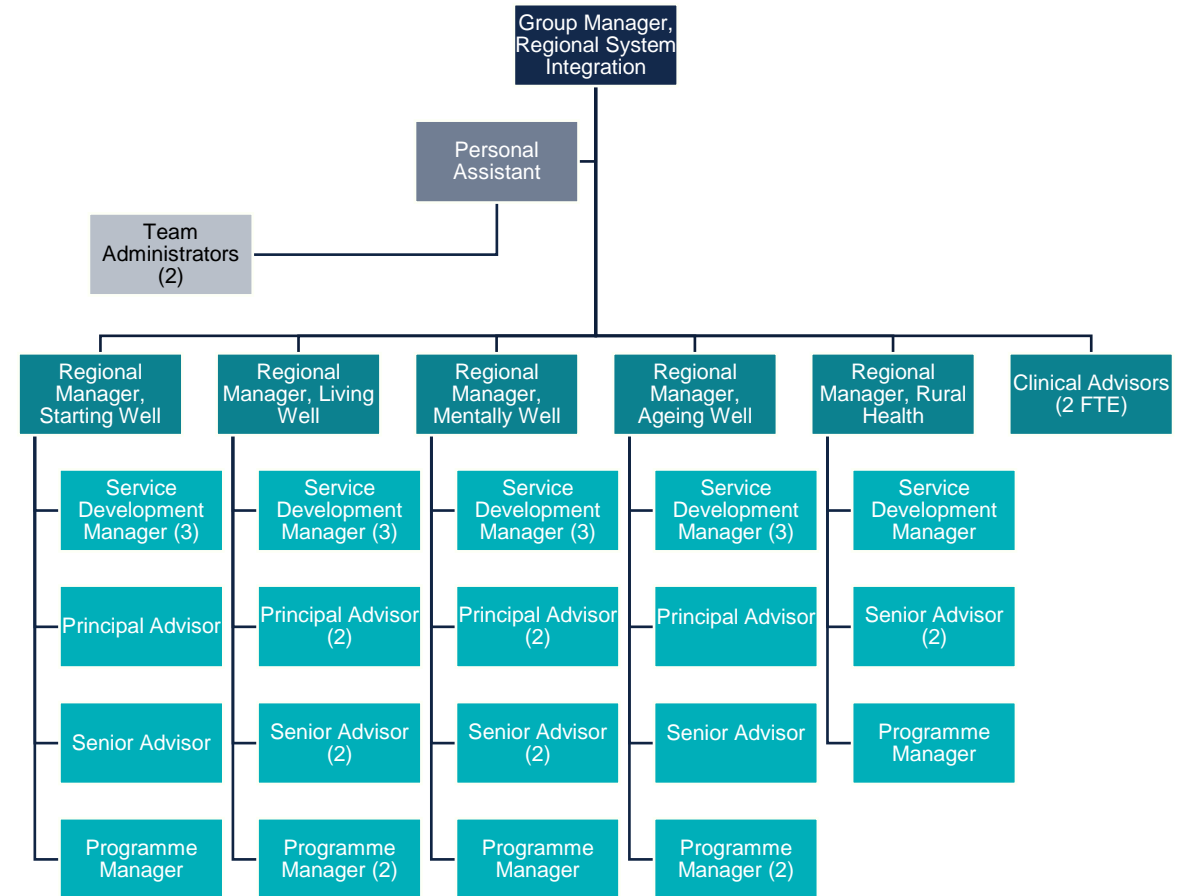 Group Manager,
Regional System
Integration
Personal
Assistant
Team
Administrators
(2)
Regional
Manager,
Starting Well
Regional
Manager, Living
Well
Regional
Manager,
Mentally Well
Regional
Manager,
Ageing Well
Regional
Manager, Rural
Health
Clinical Advisors
(2 FTE)
Service
Development
Manager (3)
Service
Development
Manager (3)
Service
Development
Manager (3)
Service
Development
Manager (3)
Service
Development
Manager
Principal Advisor
Principal Advisor
(2)
Principal Advisor
(2)
Principal Advisor
Senior Advisor
(2)
Senior Advisor
Senior Advisor
(2)
Senior Advisor
(2)
Senior Advisor
Programme
Manager
Programme
Manager
Programme
Manager (2)
Programme
Manager
Programme
Manager (2)